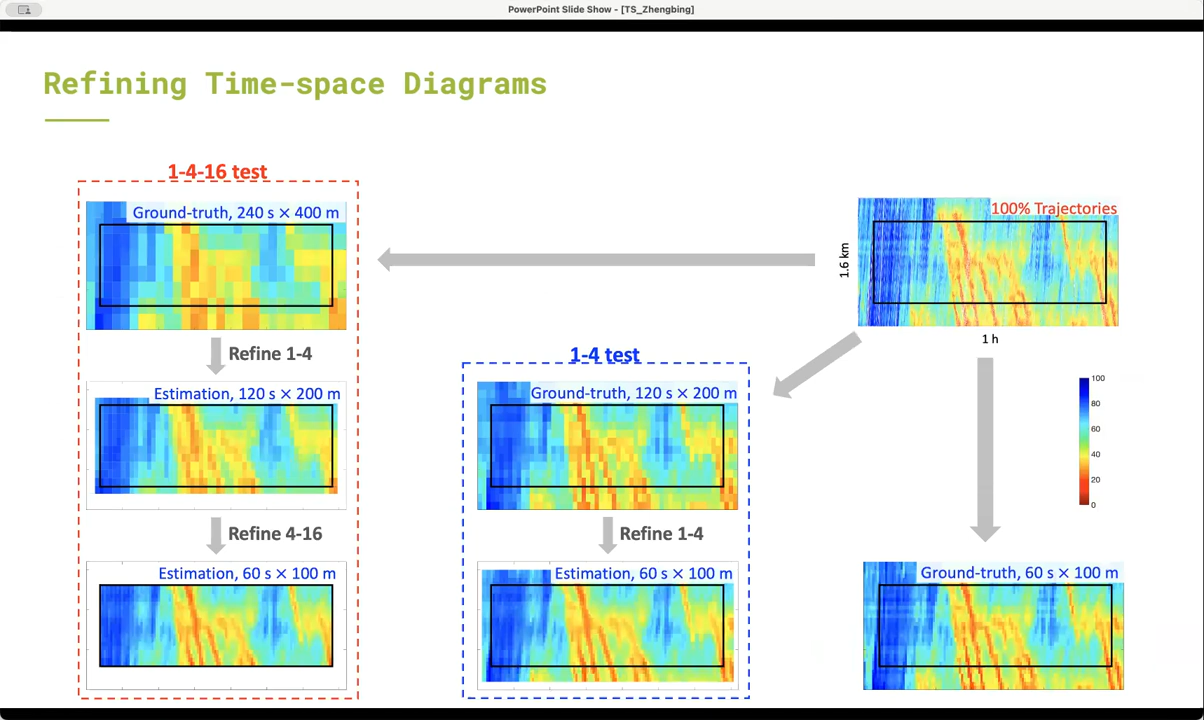 PowerPoint Slide Show - [TS_Zhengbing]
Refining Time-space Diagrams
1-4-16 test
Ground-truth, 240 s × 400 m
Refine 1-4
Estimation, 120 s × 200 m
Refine 4-16
Estimation, 60 s × 100 m
1-4 test
Ground-truth, 120 s × 200 m
Refine 1-4
Estimation, 60 s × 100 m
100% Trajectories
1.6 km
1 h
100
80
60
40
20
0
Ground-truth, 60 s × 100 m